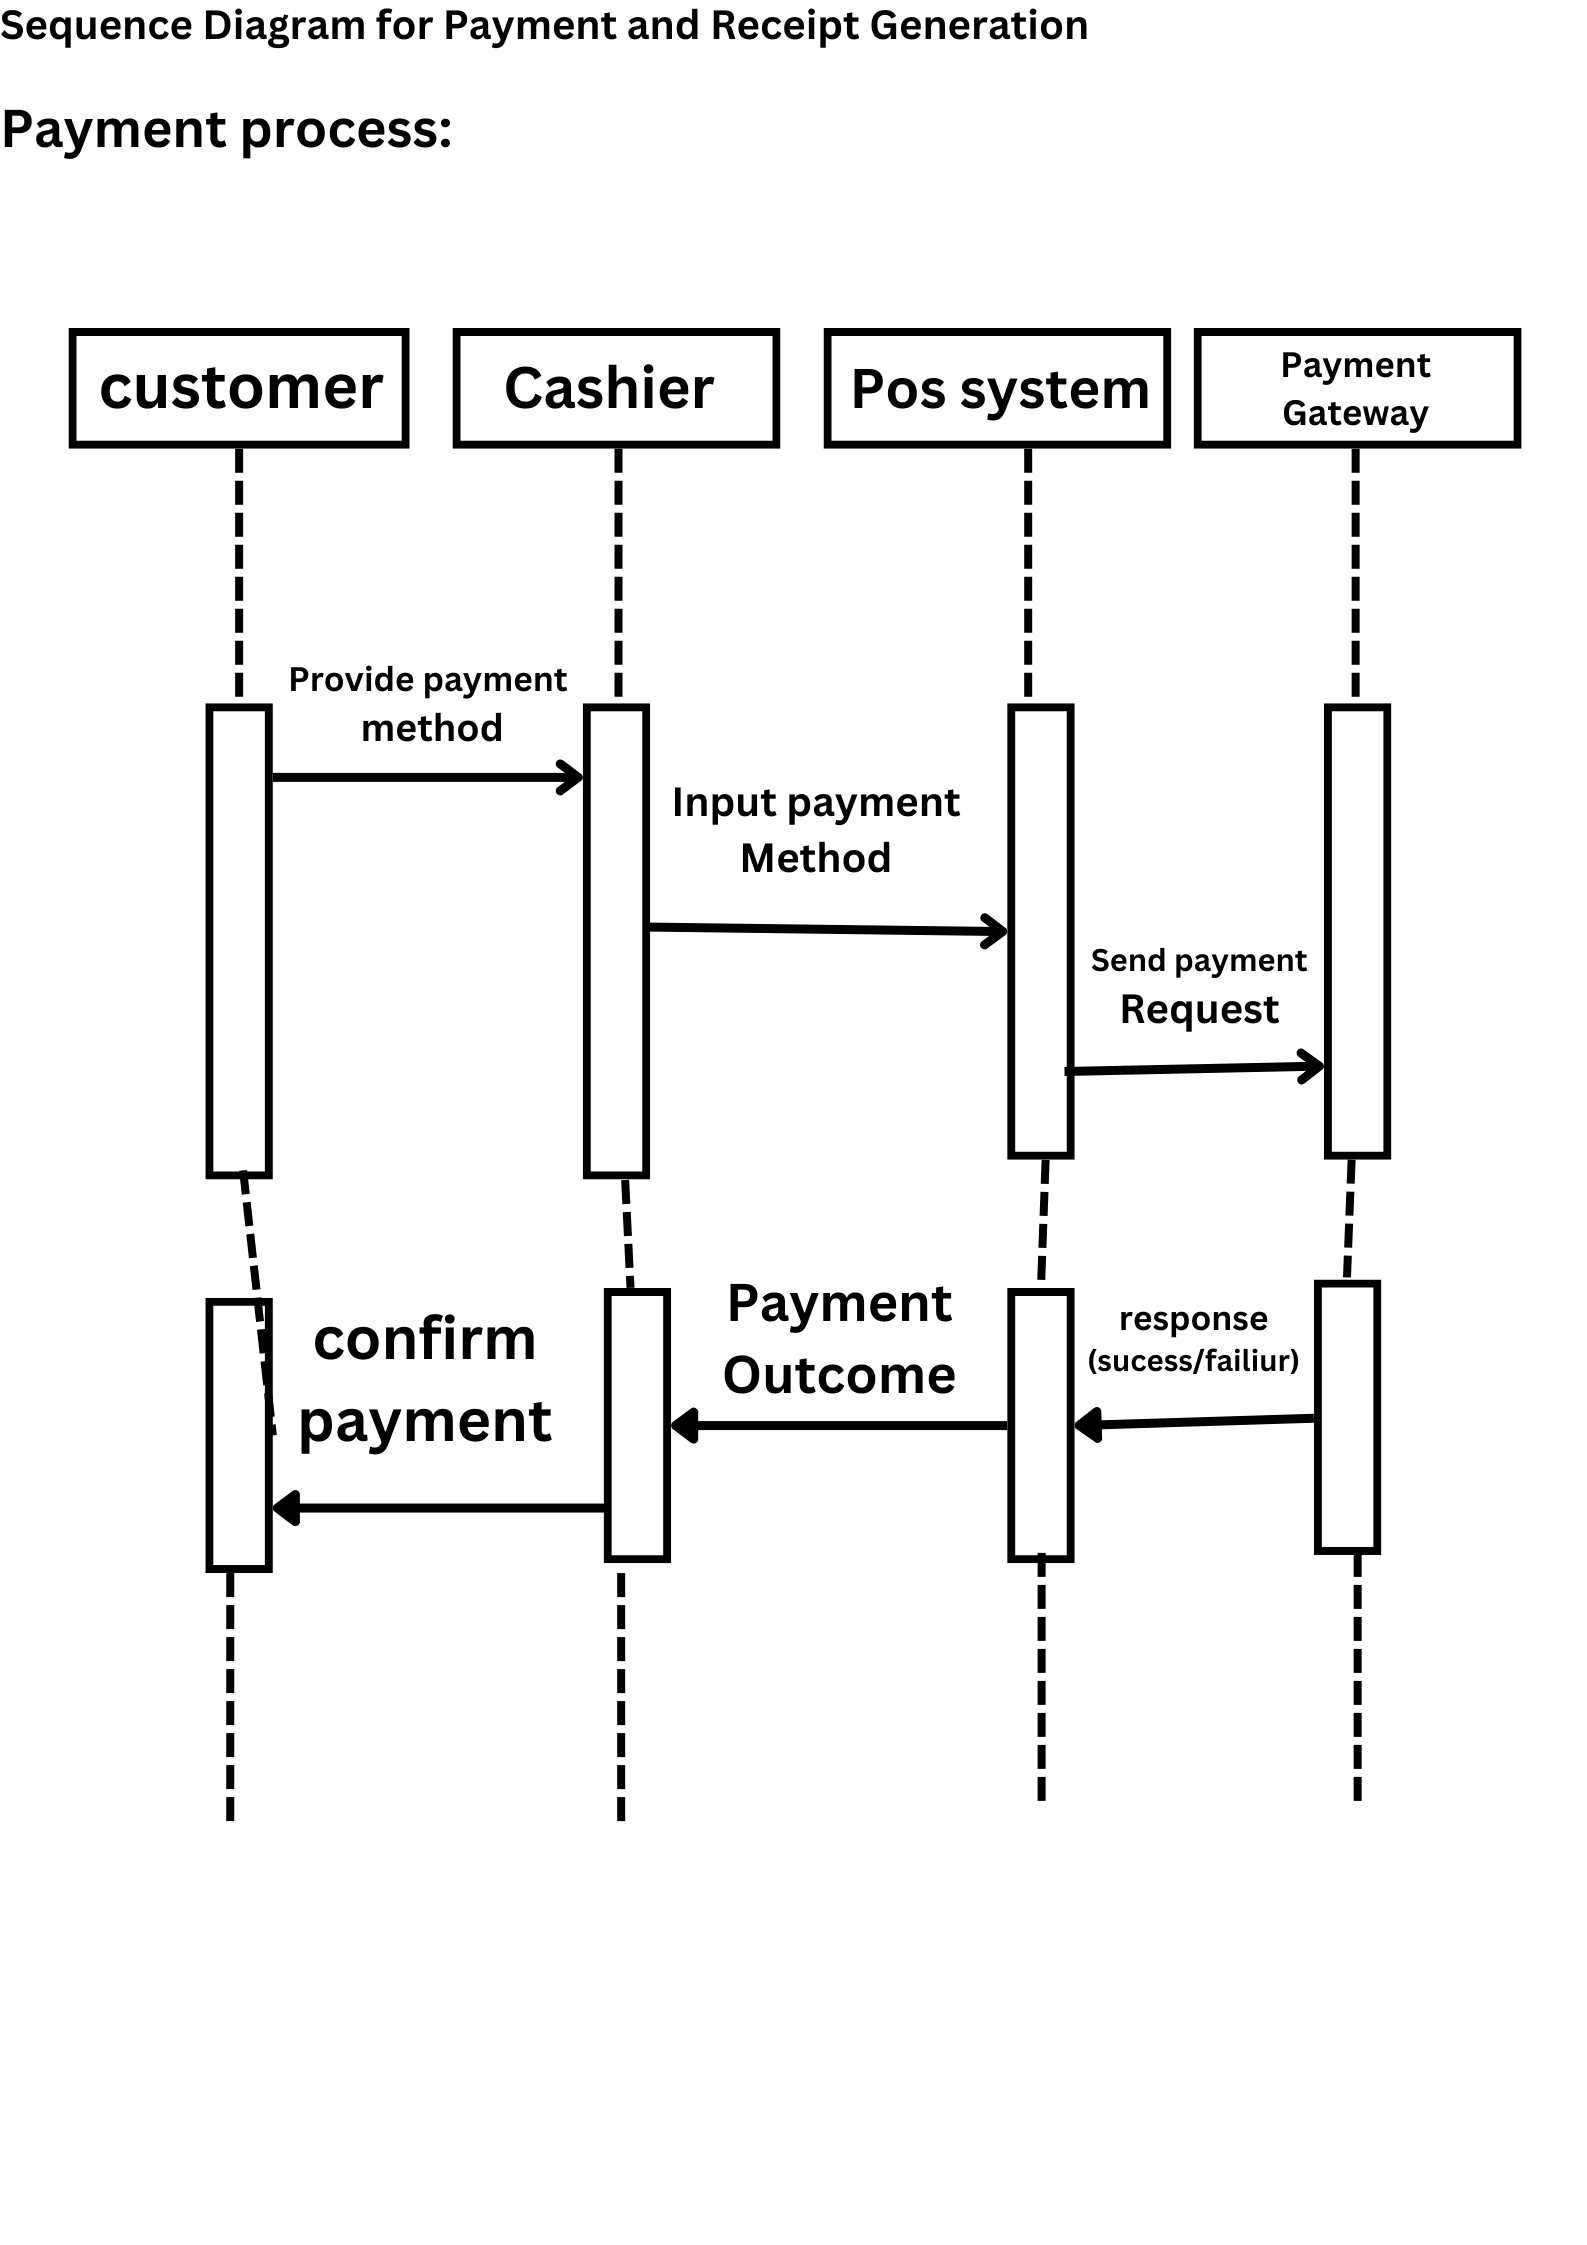 Sequence Diagram for Payment and Receipt Generation
Payment process:
customer
Cashier
Pos system
Payment
Gateway
Provide payment
method
Input payment
Method
Send payment
Request
confirm
payment
Payment
Outcome
response
(sucess/failiur)